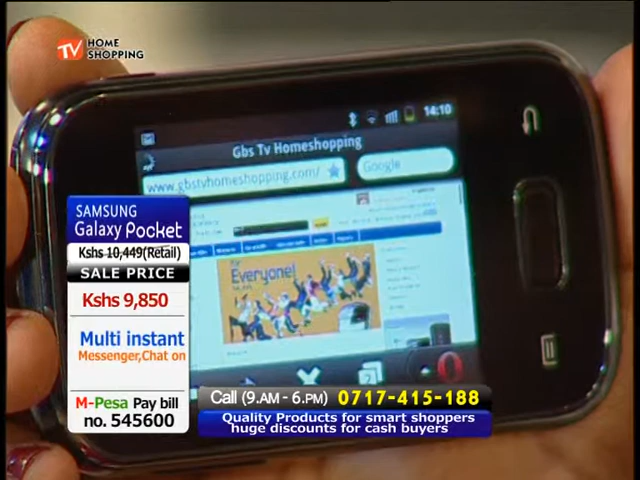 TV HOME
SHOPPING
14:10
Gbs Tv Homeshopping
www.gbstvhomeshopping.com/
Google
Everyone!
SAMSUNG
Galaxy Pocket
Kshs 10,449(Retail)
SALE PRICE
Kshs 9,850
Multi instant
Messenger,Chat on
M-Pesa Pay bill
no. 545600
Call (9.AM - 6.PM) 0717-415-188
Quality Products for smart shoppers
huge discounts for cash buyers